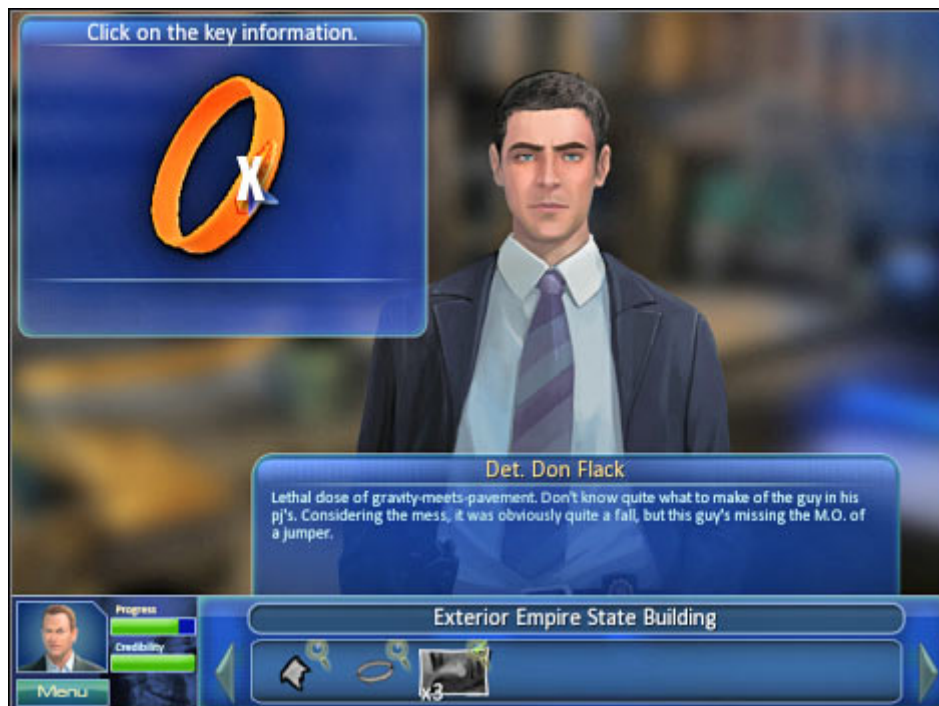 Click on the key information.
X
Det. Don Flack
Lethal dose of gravity-meets-pavement. Don't know quite what to make of the guy in his
pj's. Considering the mess, it was obviously quite a fall, but this guy's missing the M.O. of
a jumper.
Progress
Credibility
Menu
Exterior Empire State Building
x3